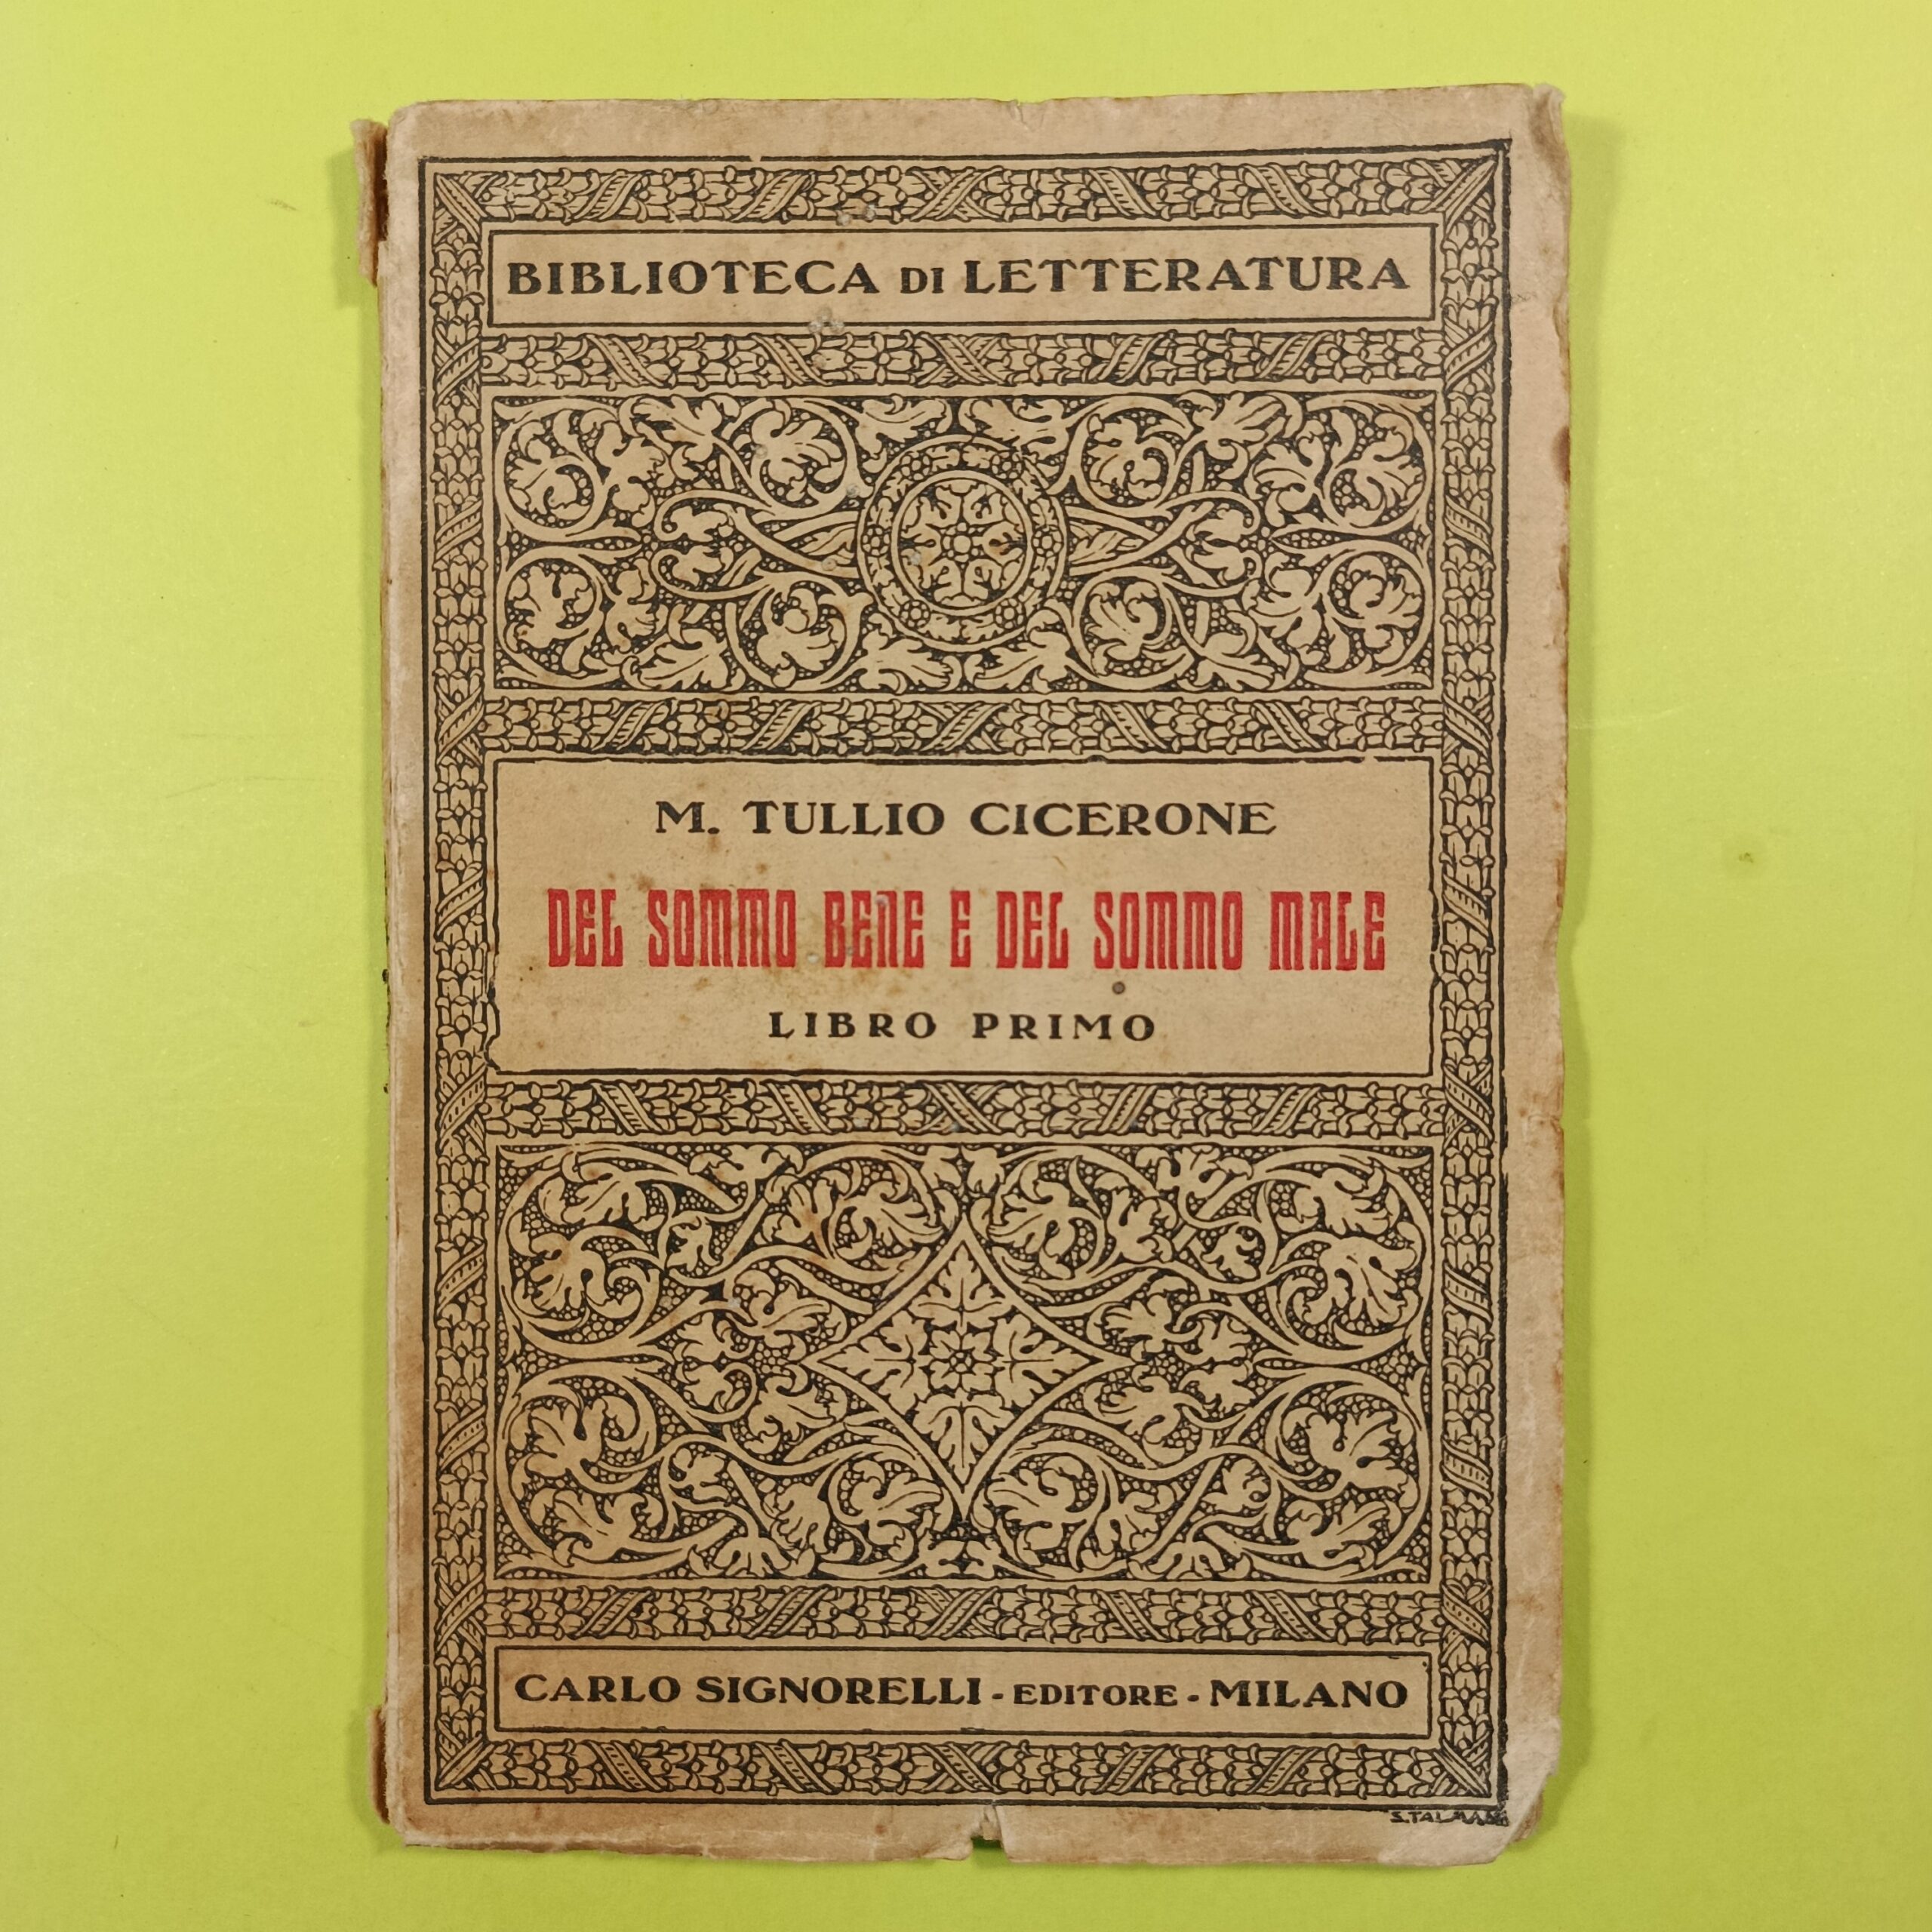 BIBLIOTECA DI LETTERATURA
M. TULLIO CICERONE
DEL SOMMO BENE E DEL SOMMO MALE
LIBRO PRIMO
CARLO SIGNORELLI - EDITORE - MILANO